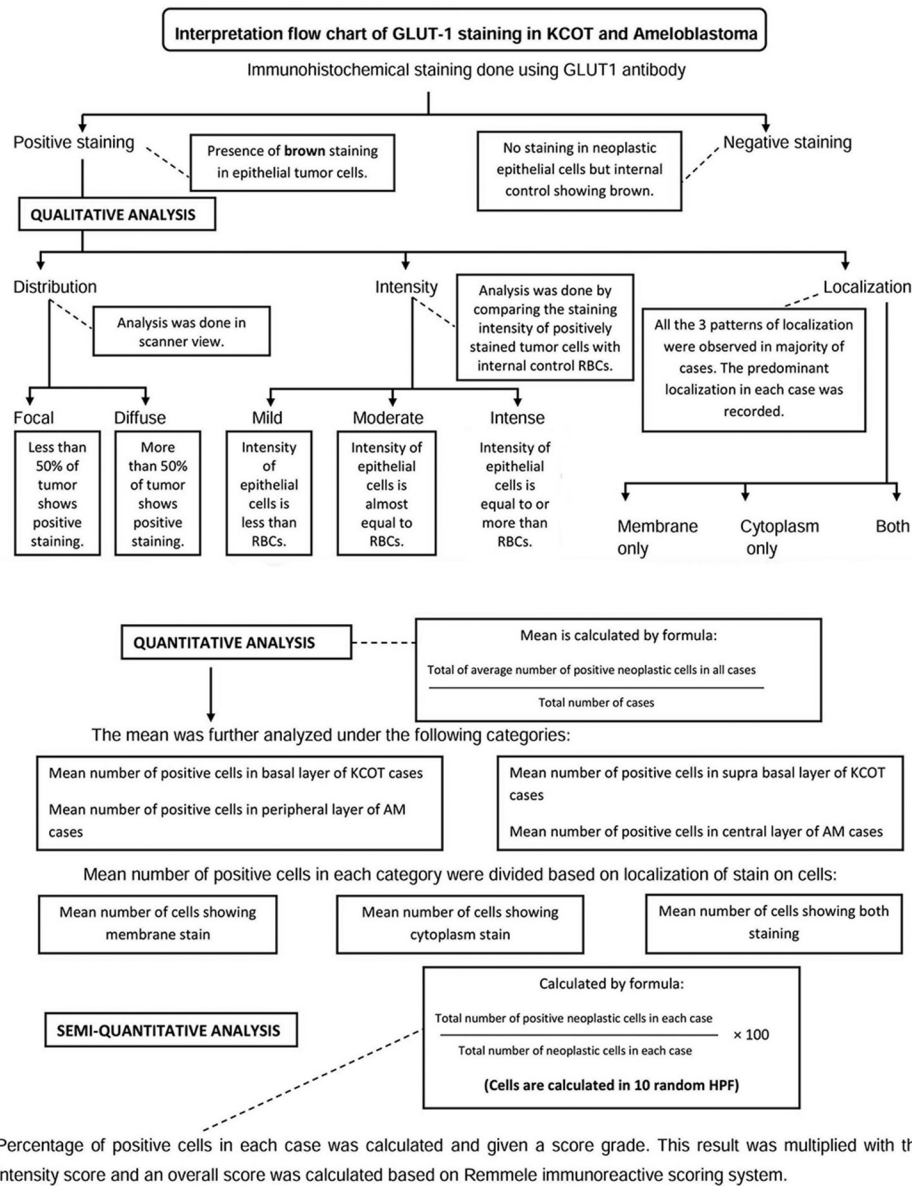 Interpretation flow chart of GLUT-1 staining in KCOT and Ameloblastoma
Immunohistochemical staining done using GLUT1 antibody
Positive staining
Presence of brown staining
in epithelial tumor cells.
No staining in neoplastic
epithelial cells but internal
control showing brown.
Negative staining
QUALITATIVE ANALYSIS
Distribution
Analysis was done in
scanner view.
Intensity
Analysis was done by
comparing the staining
intensity of positively
stained tumor cells with
internal control RBCs.
Localization
All the 3 patterns of localization
were observed in majority of
cases. The predominant
localization in each case was
recorded.
Focal
Less than
50% of
tumor
shows
positive
staining.
Diffuse
More
than 50%
of tumor
shows
positive
staining.
Mild
Intensity
of
epithelial
cells is
less than
RBCs.
Moderate
Intensity of
epithelial
cells is
almost
equal to
RBCs.
Intense
Intensity of
epithelial
cells is
equal to or
more than
RBCs.
Membrane
only
Cytoplasm
only
Both
QUANTITATIVE ANALYSIS
Mean is calculated by formula:
Total of average number of positive neoplastic cells in all cases
Total number of cases
The mean was further analyzed under the following categories:
Mean number of positive cells in basal layer of KCOT cases
Mean number of positive cells in peripheral layer of AM
cases
Mean number of positive cells in supra basal layer of KCOT
cases
Mean number of positive cells in central layer of AM cases
Mean number of positive cells in each category were divided based on localization of stain on cells:
Mean number of cells showing
membrane stain
Mean number of cells showing
cytoplasm stain
Mean number of cells showing both
staining
SEMI-QUANTITATIVE ANALYSIS
Calculated by formula:
Total number of positive neoplastic cells in each case
× 100
Total number of neoplastic cells in each case
(Cells are calculated in 10 random HPF)
Percentage of positive cells in each case was calculated and given a score grade. This result was multiplied with th
ntensity score and an overall score was calculated based on Remmele immunoreactive scoring system.